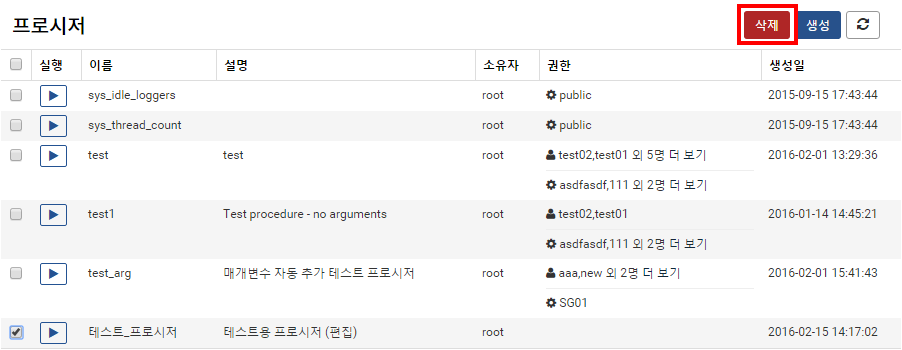 프로시저 삭제 생성
실행 이름 설명 소유자 권한 생성일
sys_idle_loggers root public 2015-09-15 17:43:44
sys_thread_count root public 2015-09-15 17:43:44
test test root test02,test01 외 5명 더 보기 2016-02-01 13:29:36
asdfasdf,111 외 2명 더 보기
test1 Test procedure - no arguments root test02,test01 2016-01-14 14:45:21
asdfasdf,111 외 2명 더 보기
test_arg 매개변수 자동 추가 테스트 프로시저 root aaa,new 외 2명 더 보기 2016-02-01 15:41:43
SG01
테스트_프로시저 테스트용 프로시저 (편집) root 2016-02-15 14:17:02